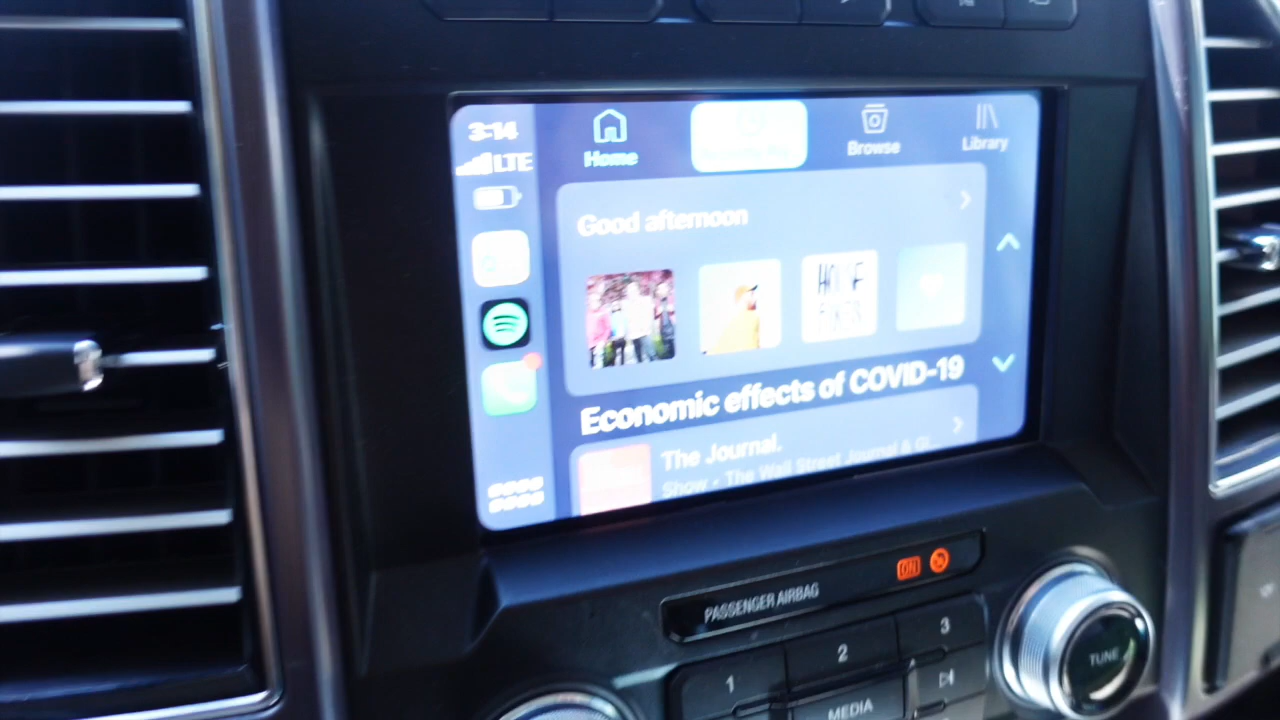 3:14
LTE
Home
Browse
Library
Good afternoon
Economic effects of COVID-19
The Journal.
Show • The Wall Street Journal & Gi...
PASSENGER AIRBAG
ON
1
2
3
MEDIA
TUNE